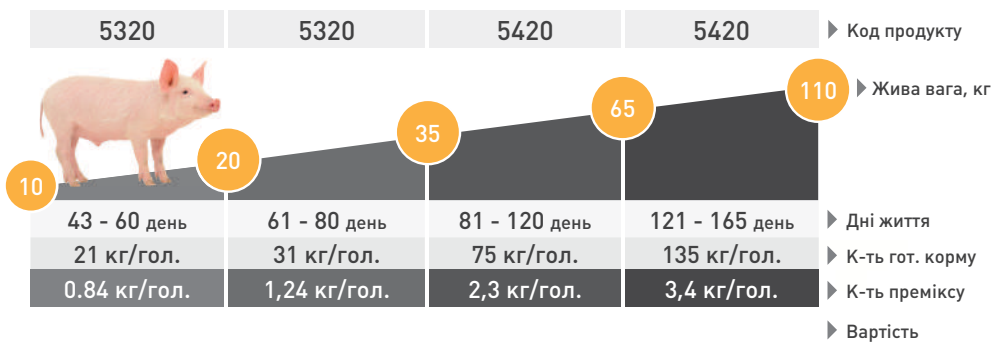 5320 5320 5420 5420 Код продукту
110 Жива вага, кг
65
35
20
10
43 - 60 день 61 - 80 день 81 - 120 день 121 - 165 день Дні життя
21 кг/гол. 31 кг/гол. 75 кг/гол. 135 кг/гол. К-ть гот. корму
0.84 кг/гол. 1,24 кг/гол. 2,3 кг/гол. 3,4 кг/гол. К-ть преміксу
Вартість